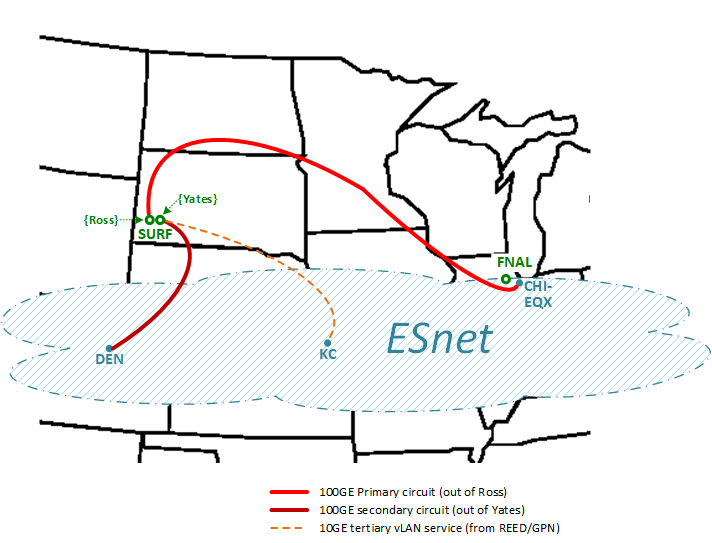 {Yates}
{Ross}
SURF
FNAL
CHI-
EQX
ESnet
DEN
KC
100GE Primary circuit (out of Ross)
100GE secondary circuit (out of Yates)
10GE tertiary vLAN service (from REED/GPN)